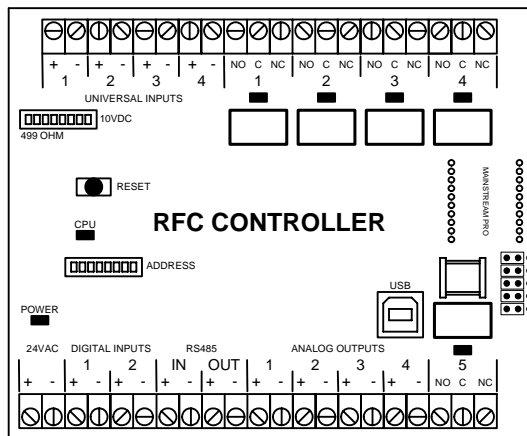 + - + - + - + - NO C NC NO C NC NO C NC NO C NC
1 2 3 4 1 2 3 4
UNIVERSAL INPUTS
10VDC
499 OHM
MAINSTREAM PRO
RESET
CPU
RFC CONTROLLER
ADDRESS
USB
POWER
24VAC DIGITAL INPUTS RS485 ANALOG OUTPUTS
1 2 IN OUT 1 2 3 4 5
+ - + - + - + - + - + - + - + - + - NO C NC